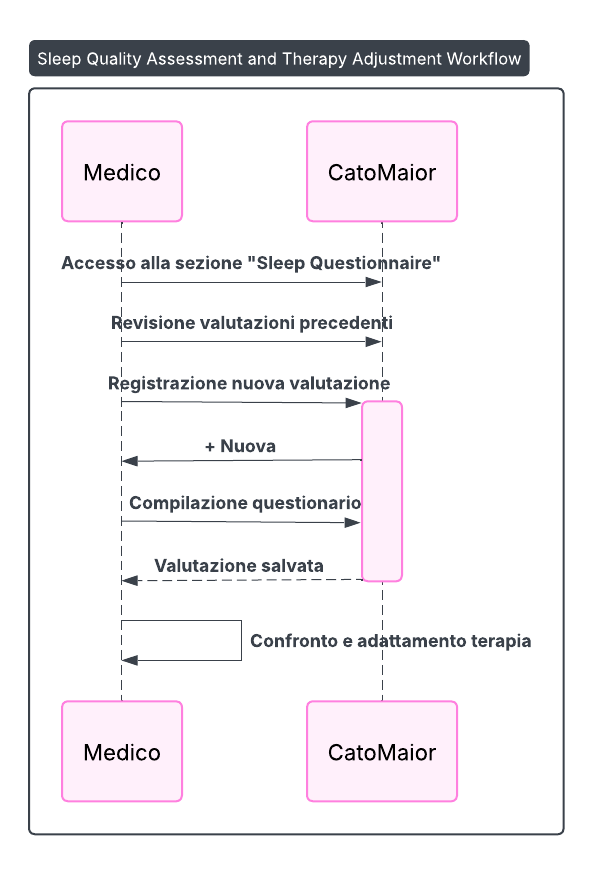 Sleep Quality Assessment and Therapy Adjustment Workflow
Medico
CatoMaior
Accesso alla sezione "Sleep Questionnaire"
Revisione valutazioni precedenti
Registrazione nuova valutazione
+ Nuova
Compilazione questionario
Valutazione salvata
Confronto e adattamento terapia
Medico
CatoMaior